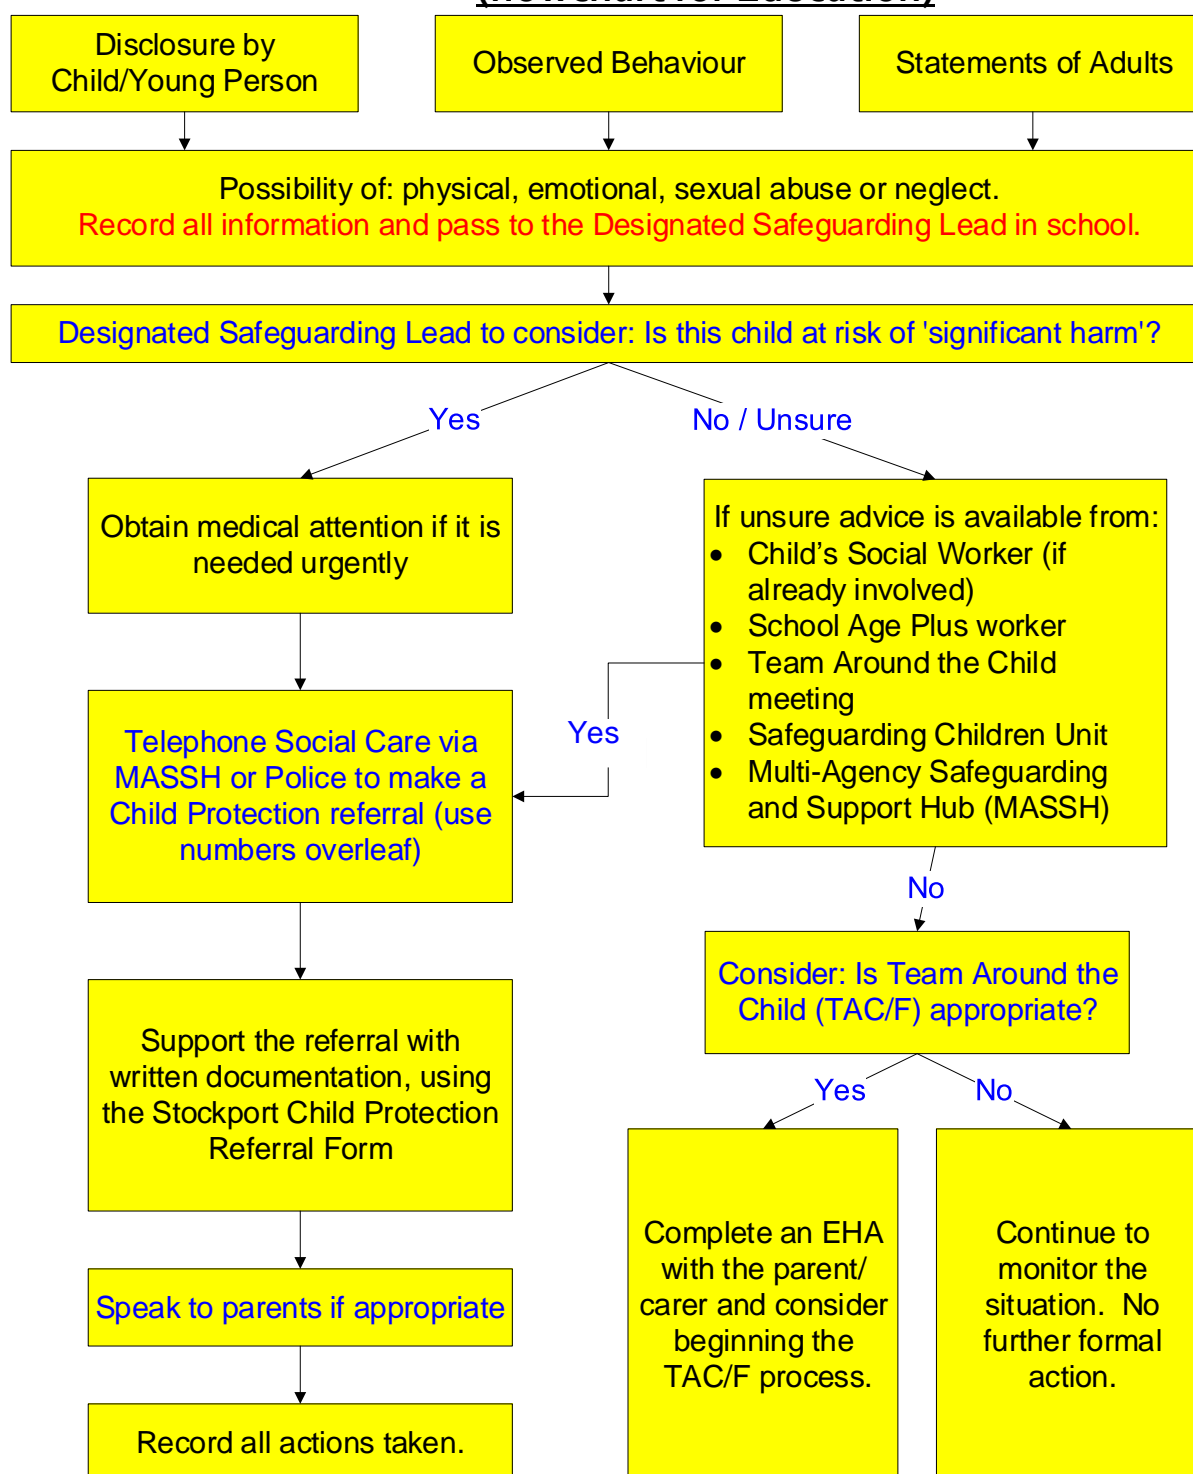 (flowchart for Education)
Disclosure by
Child/Young Person
Observed Behaviour
Statements of Adults
Possibility of: physical, emotional, sexual abuse or neglect.
Record all information and pass to the Designated Safeguarding Lead in school.
Designated Safeguarding Lead to consider: Is this child at risk of 'significant harm'?
Yes
No / Unsure
Obtain medical attention if it is
needed urgently
If unsure advice is available from:
• Child's Social Worker (if
already involved)
• School Age Plus worker
• Team Around the Child
meeting
• Safeguarding Children Unit
• Multi-Agency Safeguarding
and Support Hub (MASSH)
Yes
Telephone Social Care via
MASSH or Police to make a
Child Protection referral (use
numbers overleaf)
No
Consider: Is Team Around the
Child (TAC/F) appropriate?
Support the referral with
written documentation, using
the Stockport Child Protection
Referral Form
Yes
No
Complete an EHA
with the parent/
carer and consider
beginning the
TAC/F process.
Continue to
monitor the
situation.  No
further formal
action.
Speak to parents if appropriate
Record all actions taken.